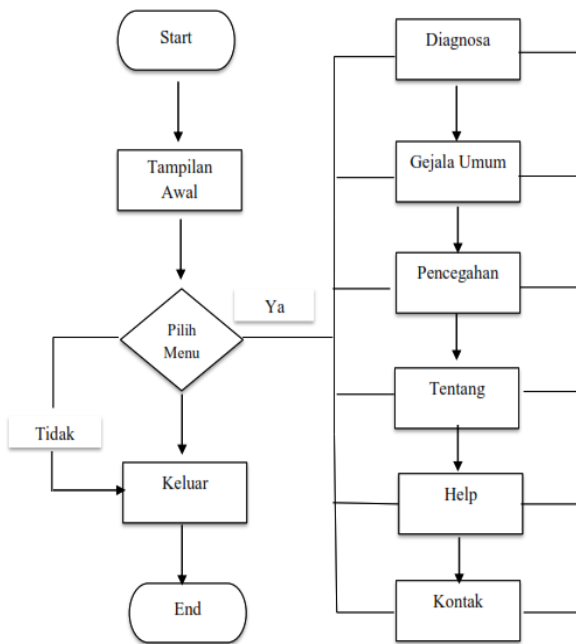 Start
Tampilan
Awal
Pilih
Menu
Ya
Tidak
Keluar
End
Diagnosa
Gejala Umum
Pencegahan
Tentang
Help
Kontak